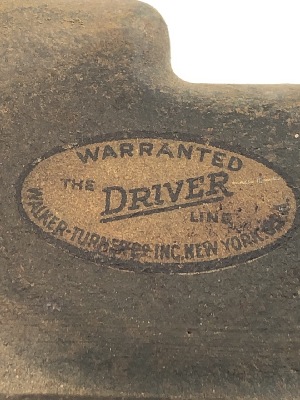 WARRANTED
THE DRIVER LINE
WALKER-TURNER CO. INC. NEW YORK